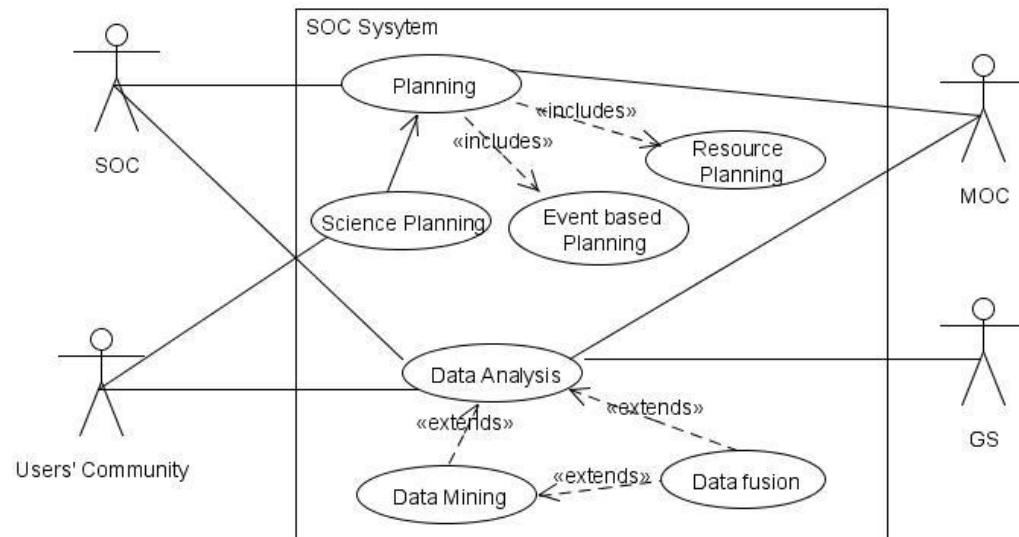 SOC Sysytem
Planning
«includes»
«includes»
SOC
Resource
Planning
MOC
Science Planning
Event based
Planning
Data Analysis
«extends»
«extends»
GS
Users' Community
«extends»
Data Mining
Data fusion